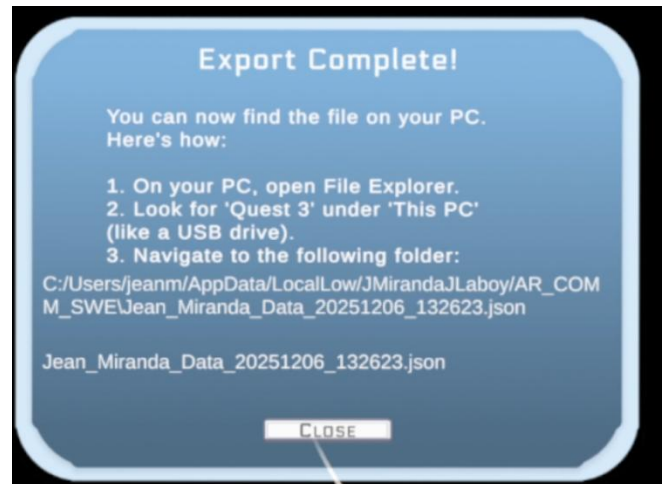 Export Complete!
You can now find the file on your PC.
Here's how:
1. On your PC, open File Explorer.
2. Look for 'Quest 3' under 'This PC'
(like a USB drive).
3. Navigate to the following folder:
C:/Users/jeanm/AppData/LocalLow/JMirandaJLaboy/AR_COM
M_SWE\Jean_Miranda_Data_20251206_132623.json
Jean_Miranda_Data_20251206_132623.json
CLOSE